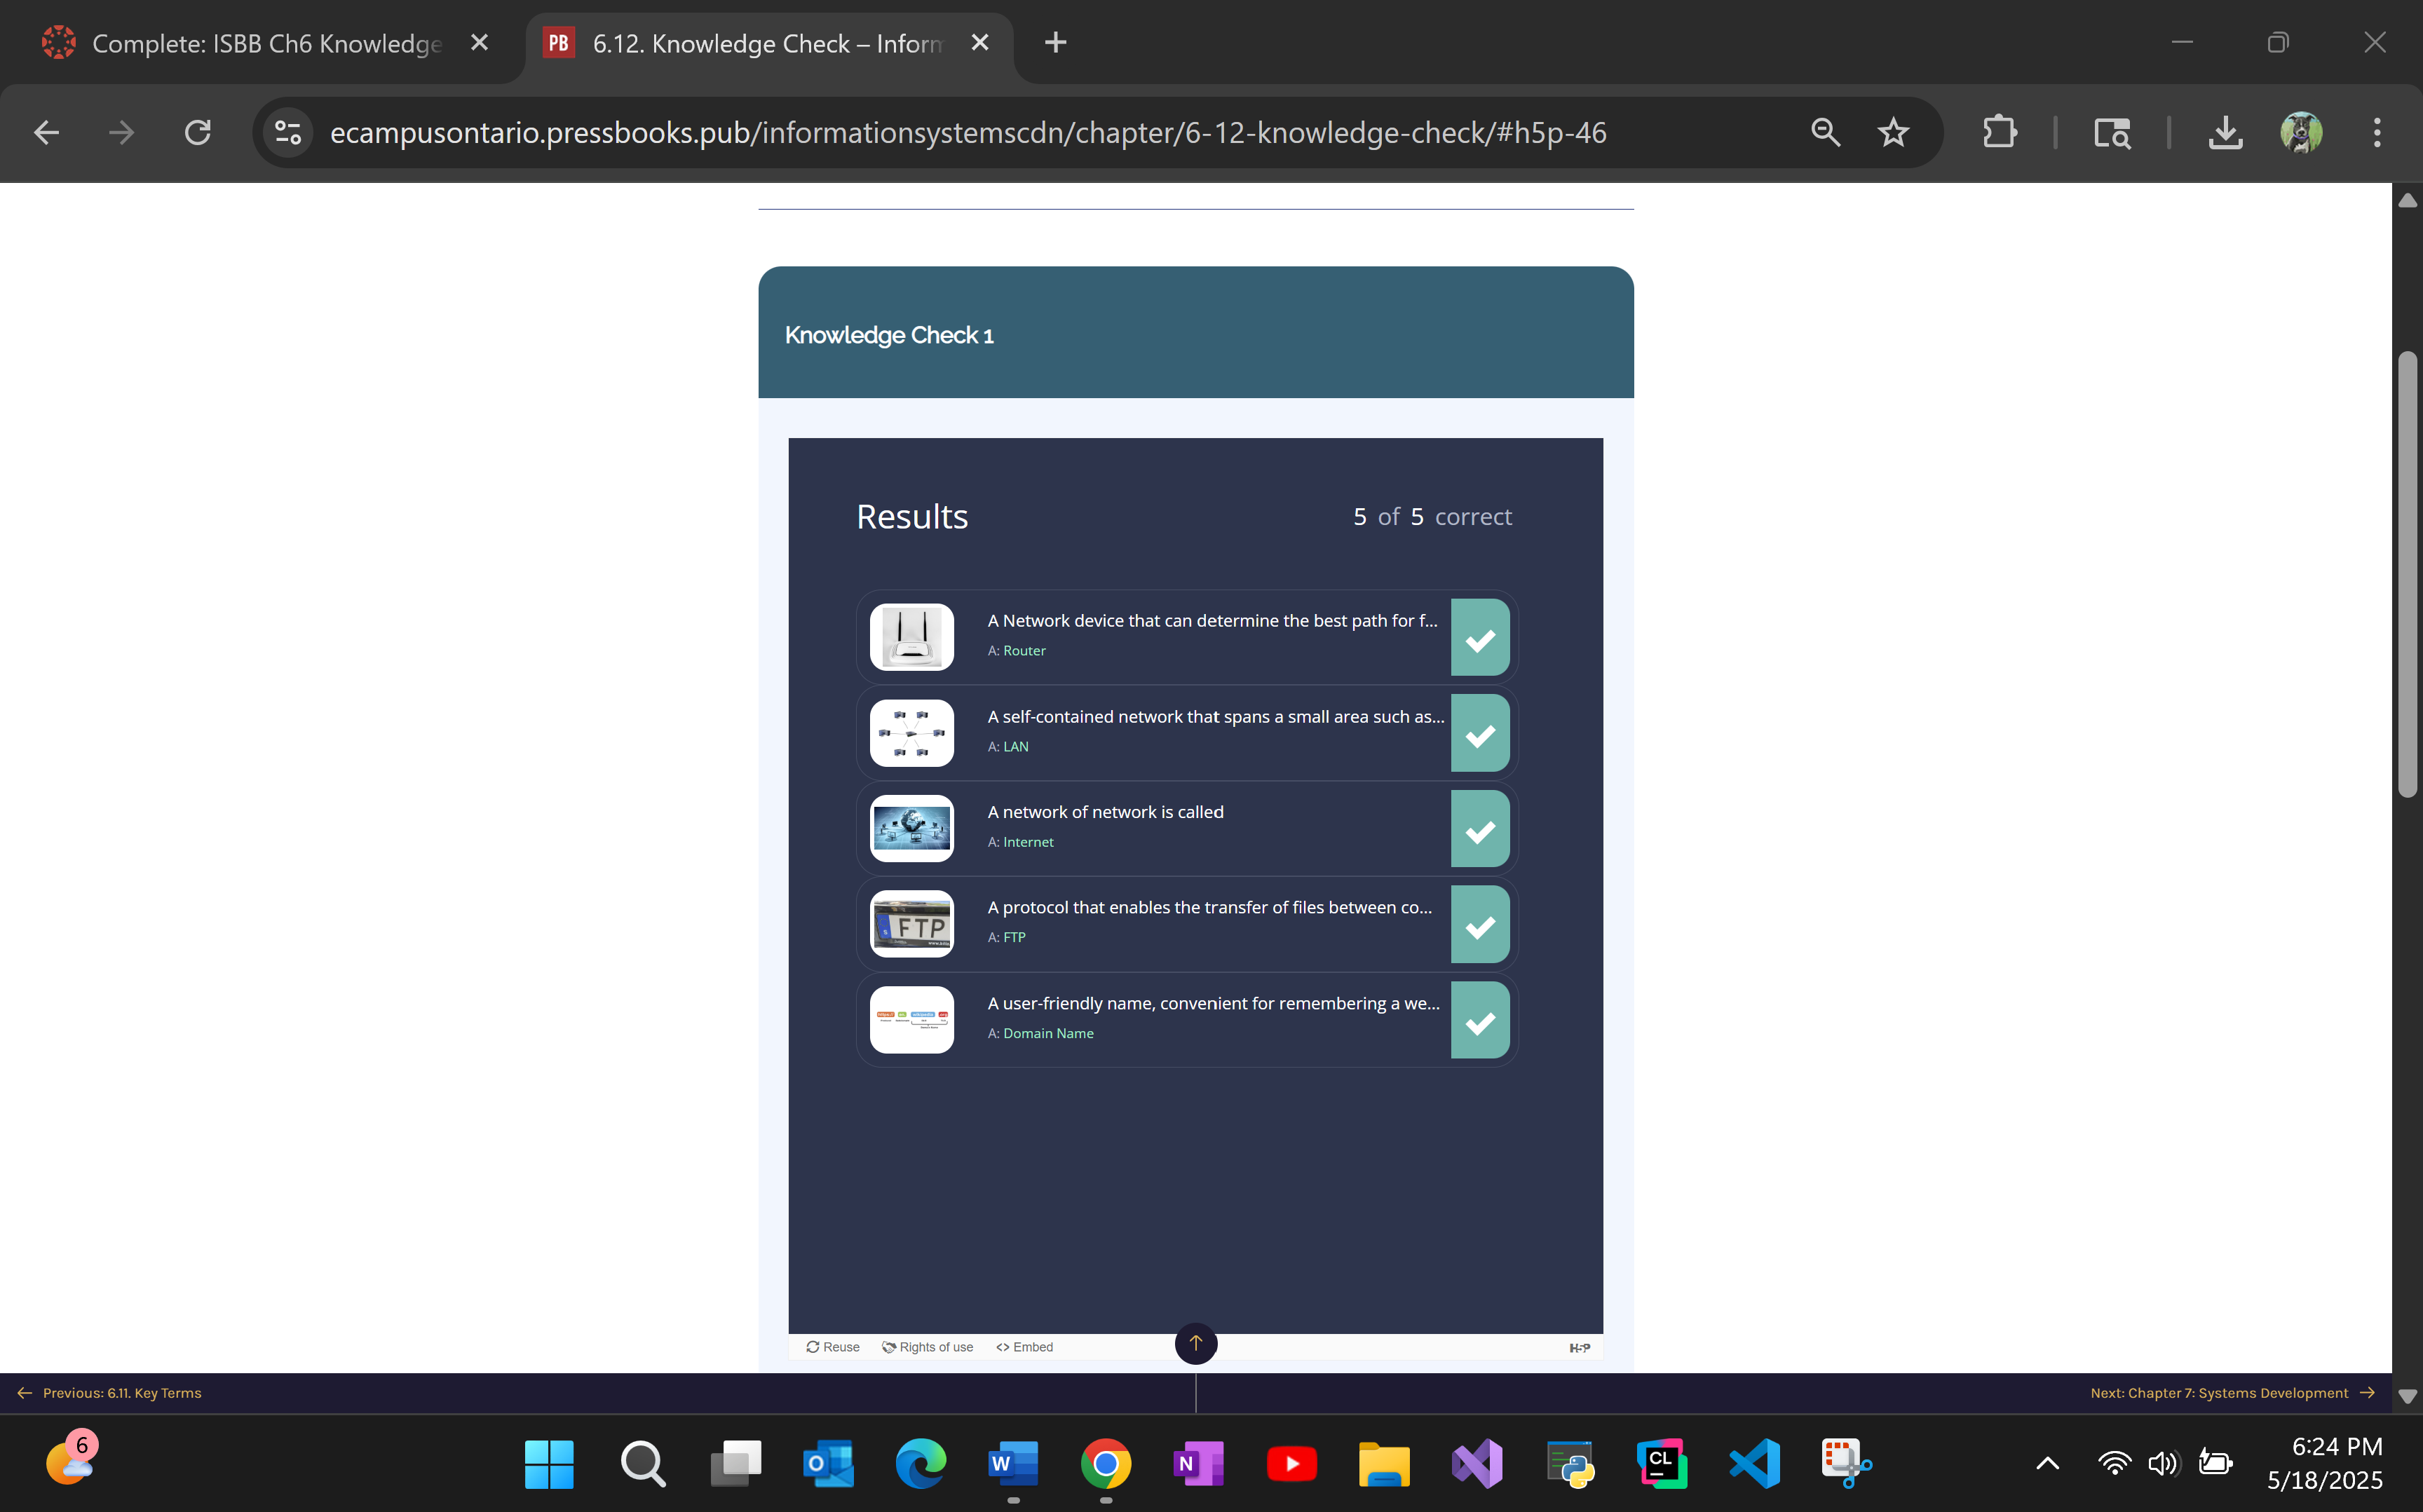 Complete: ISBB Ch6 Knowledge
PB 6.12. Knowledge Check – Inform
ecampusontario.pressbooks.pub/informationsystemscdn/chapter/6-12-knowledge-check/#h5p-46
Knowledge Check 1
Results 5 of 5 correct
A Network device that can determine the best path for f...
A: Router
A self-contained network that spans a small area such as...
A: LAN
A network of network is called
A: Internet
A protocol that enables the transfer of files between co...
FTP
A: FTP
A user-friendly name, convenient for remembering a we...
A: Domain Name
Reuse Rights of use <> Embed H5P
Previous: 6.11. Key Terms
Next: Chapter 7: Systems Development
6
6:24 PM
5/18/2025